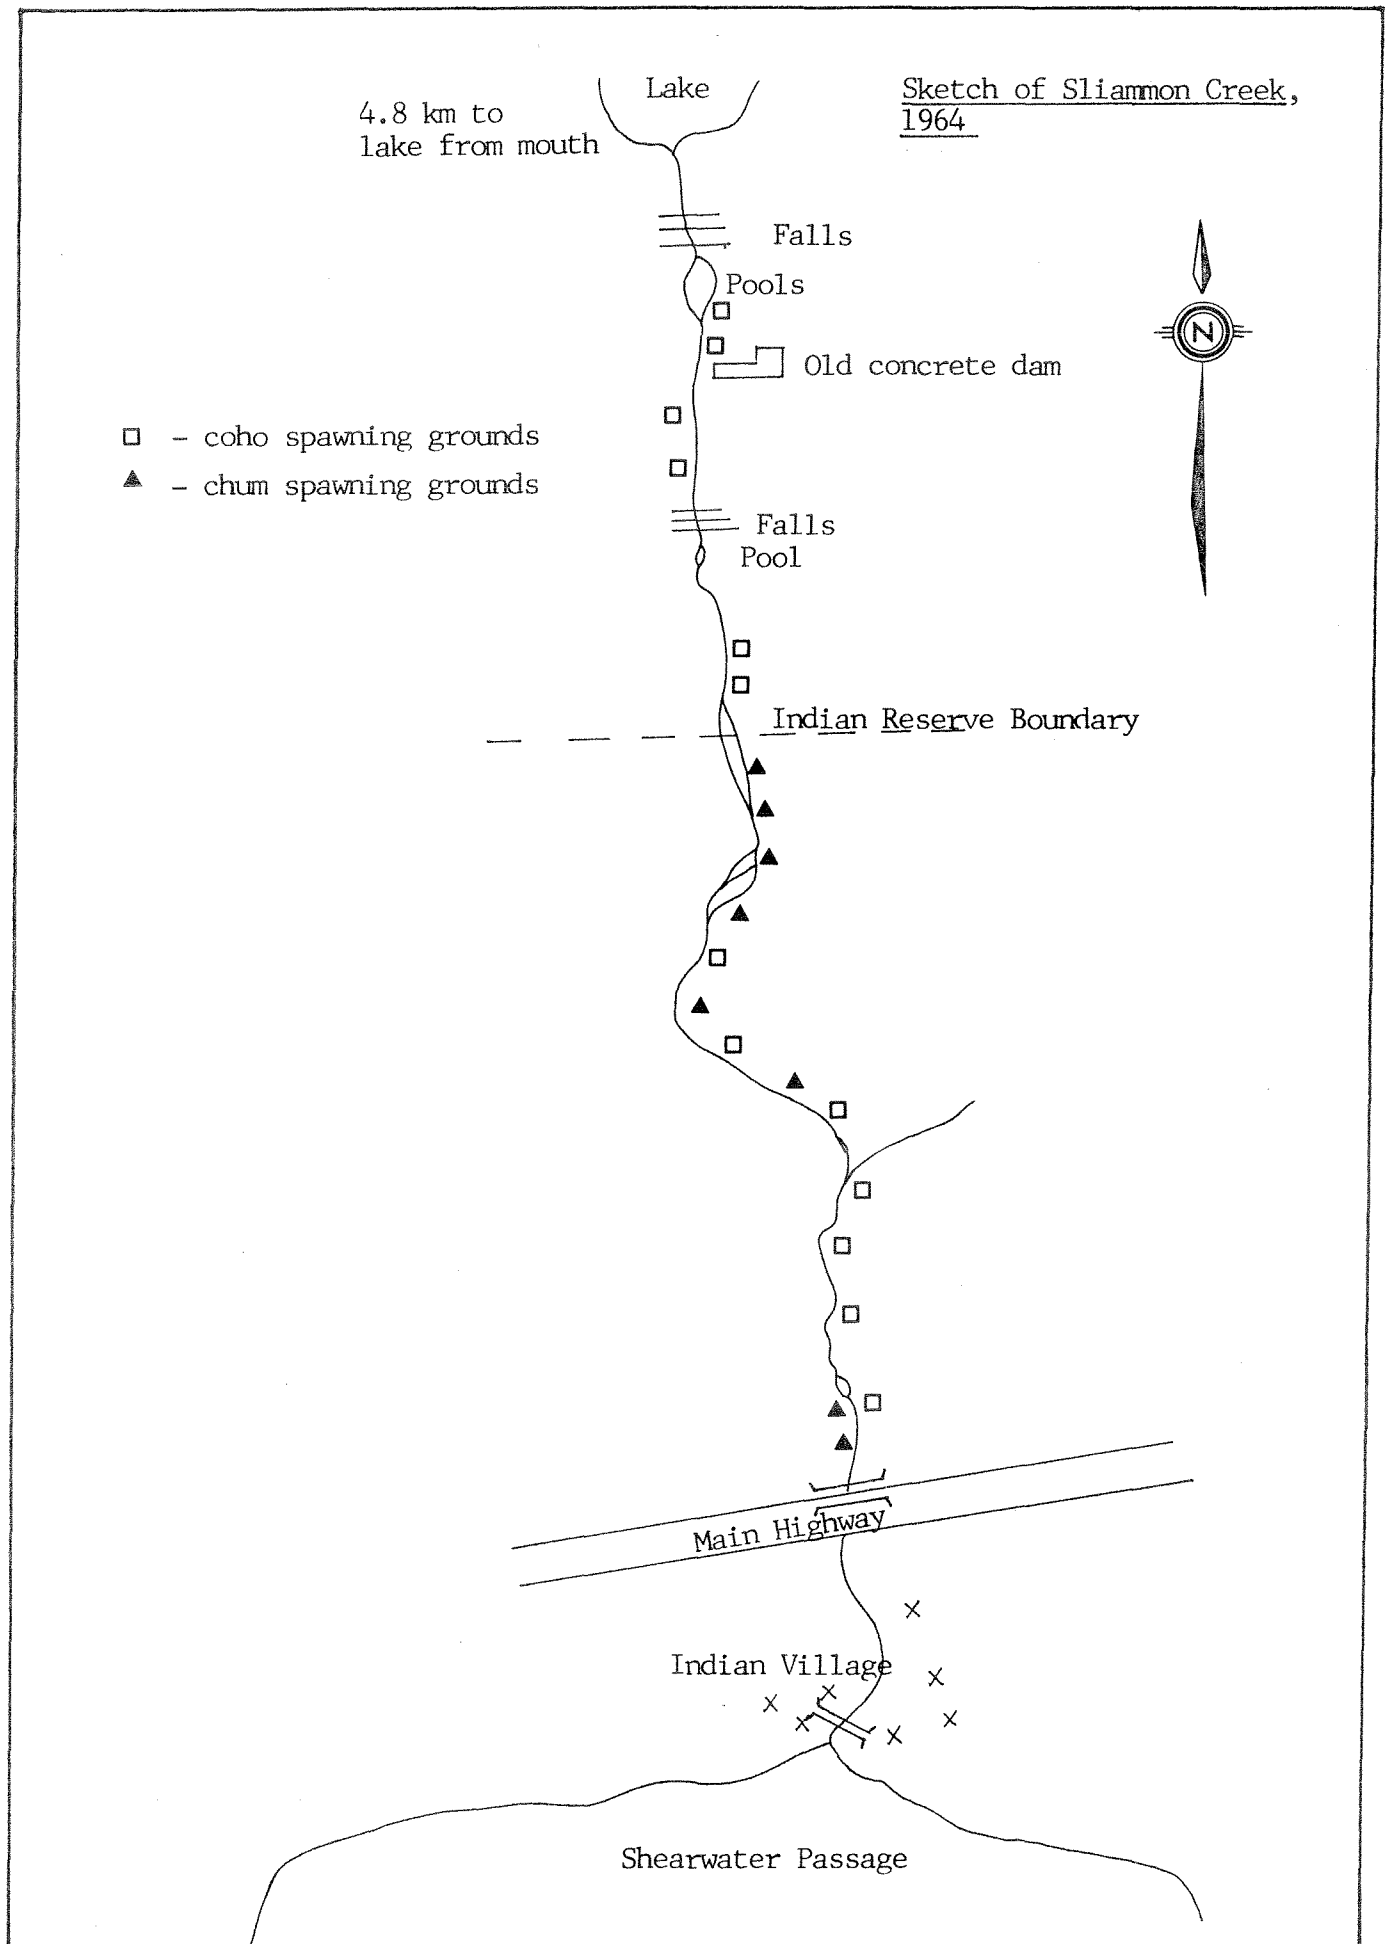 Sketch of Sliammon Creek,
1964
Lake
4.8 km to
lake from mouth
Falls
Pools
N
Old concrete dam
□ - coho spawning grounds
▲ - chum spawning grounds
Falls
Pool
Indian Reserve Boundary
Main Highway
Indian Village
Shearwater Passage